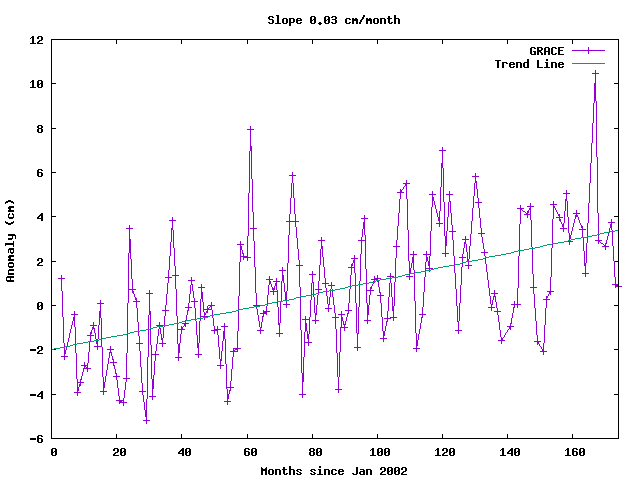 Slope 0.03 cm/month
GRACE
Trend Line
12
10
8
6
4
2
0
-2
-4
-6
Anomaly (cm)
0 20 40 60 80 100 120 140 160
Months since Jan 2002